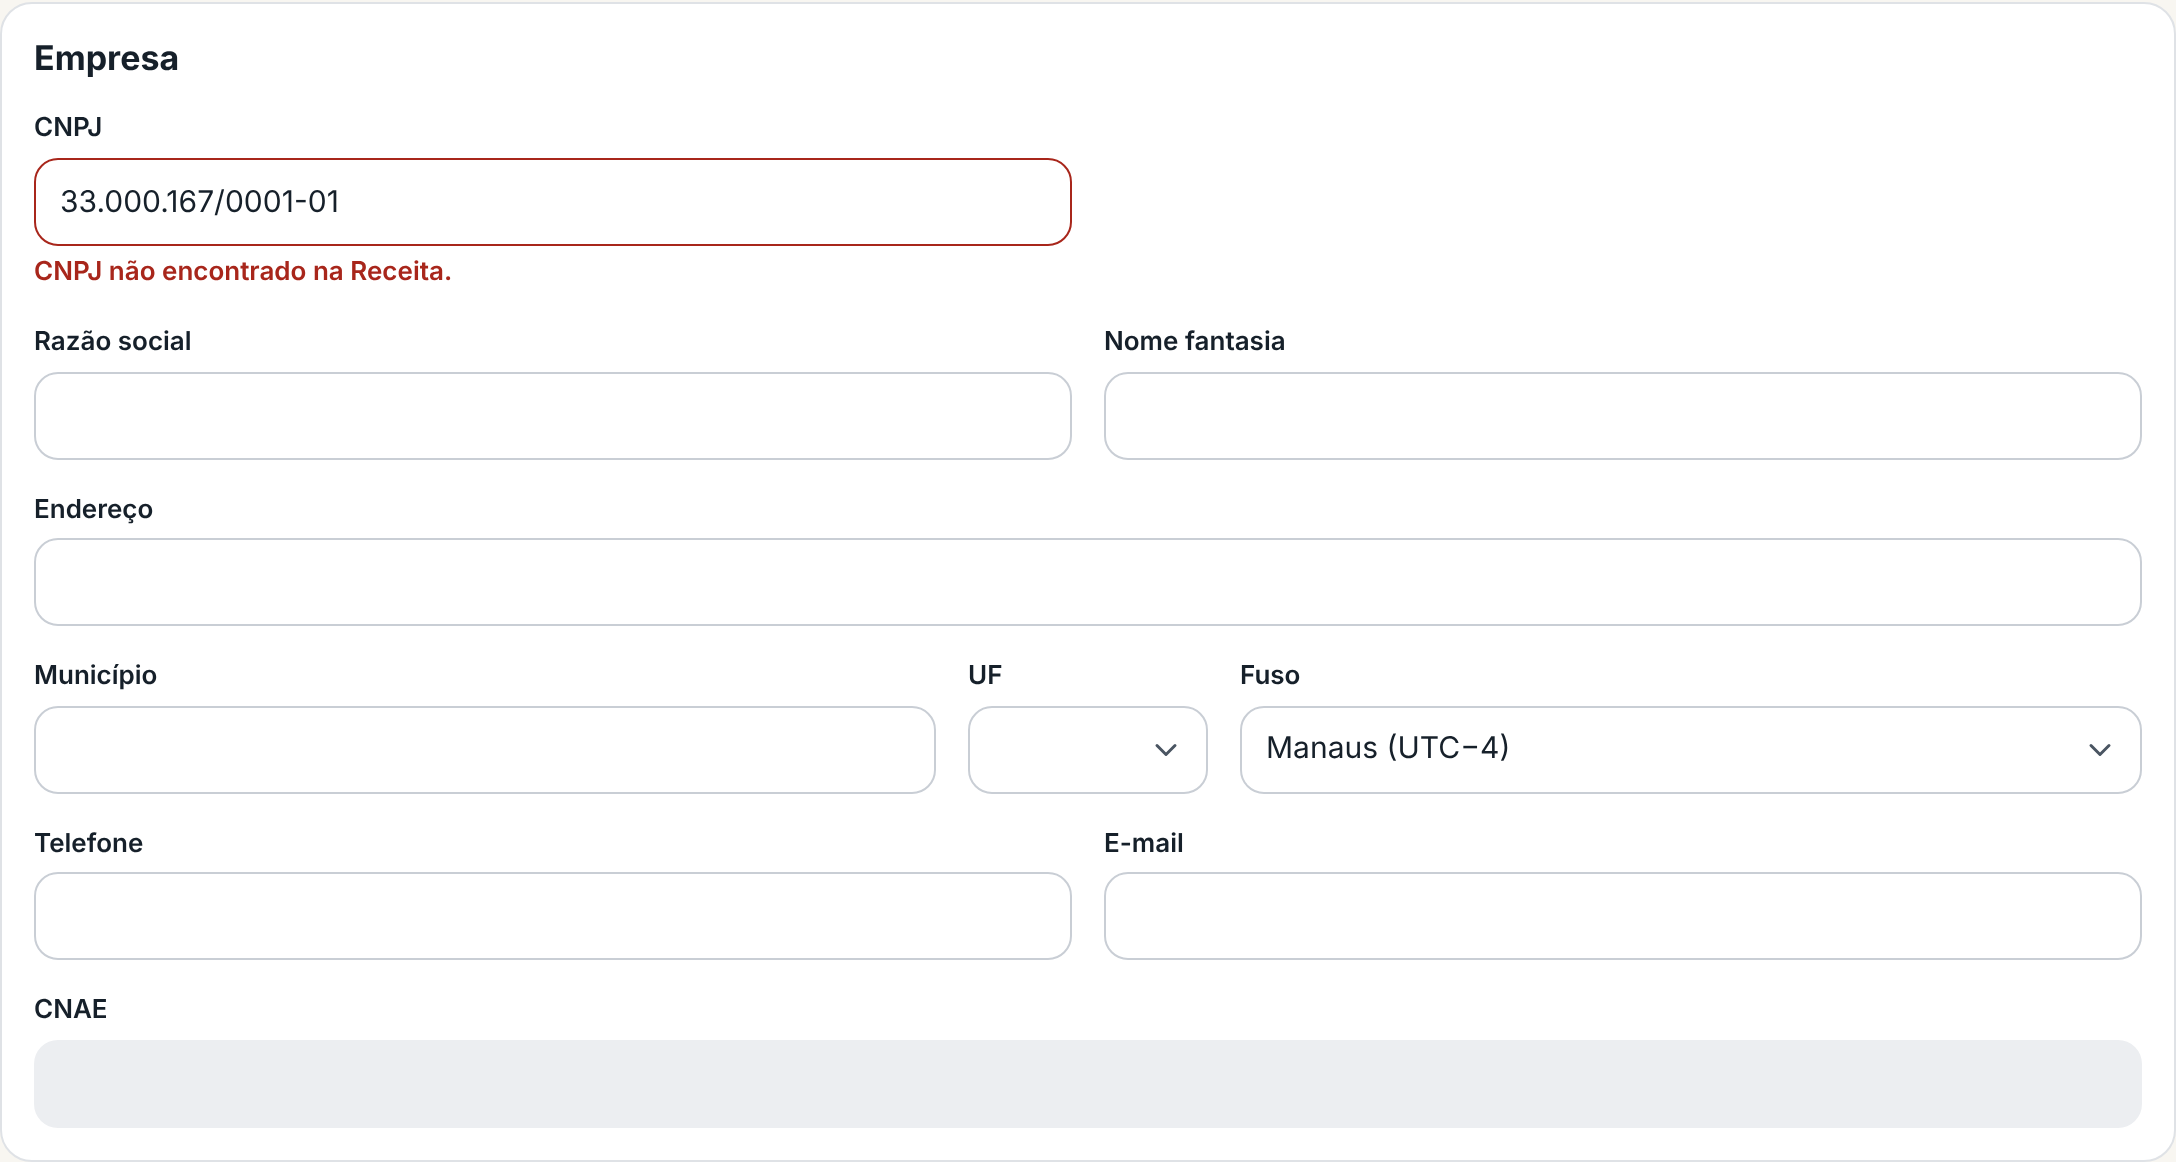 Empresa
CNPJ
33.000.167/0001-01
CNPJ não encontrado na Receita.
Razão social
Nome fantasia
Endereço
Município
UF
Fuso
Manaus (UTC−4)
Telefone
E-mail
CNAE